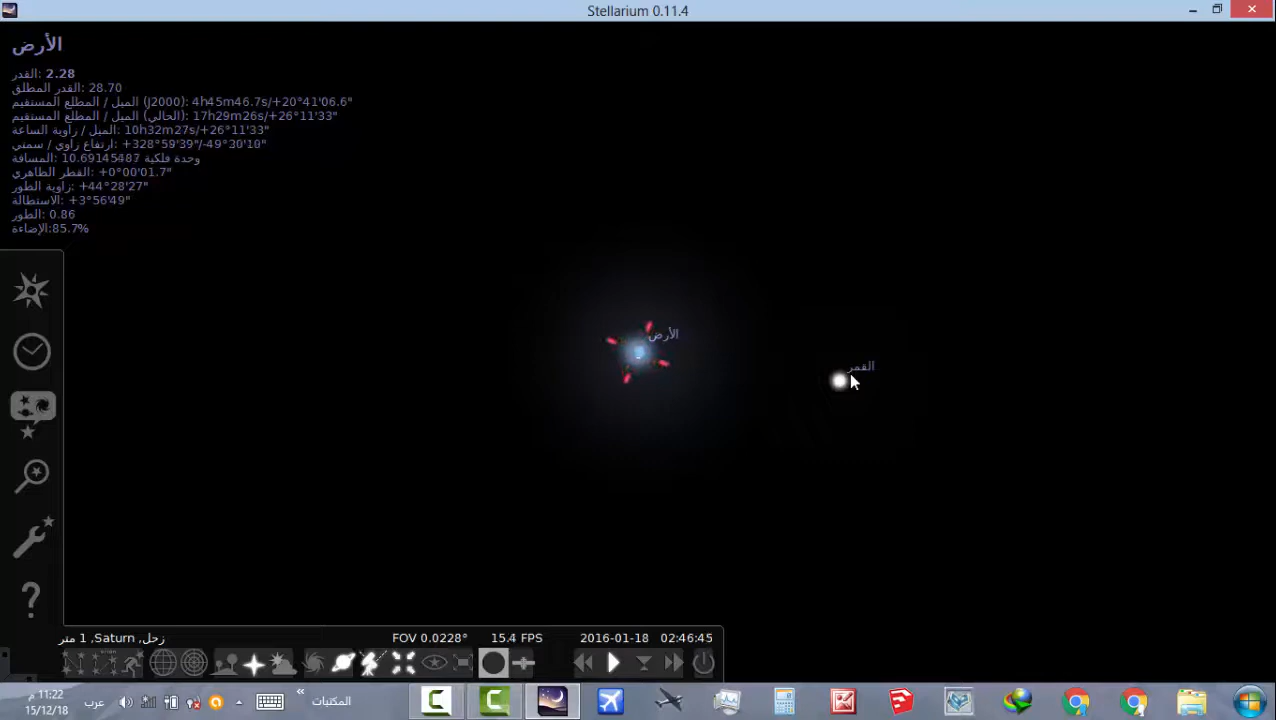 Stellarium 0.11.4
الأرض
القدر: 2.28
القدر المطلق: 28.70
الميل / المطلع المستقيم (J2000): 4h45m46.7s/+20°41'06.6"
الميل / المطلع المستقيم (الحالي): 17h29m26s/+26°11'33"
الميل / زاوية الساعة: 10h32m27s/+26°11'33"
ارتفاع زاوي / سمتي: +328°59'39"/-49°30'10"
المسافة: 10.69145487 وحدة فلكية
القطر الظاهري: +0°00'01.7"
زاوية الطور: +44°28'27"
الاستطالة: +3°56'49"
الطور: 0.86
الإضاءة:85.7%
الأرض
القمر
زحل, Saturn, 1 متر
FOV 0.0228°
15.4 FPS
2016-01-18
02:46:45
المكتبات
عرب
11:22 م
15/12/18